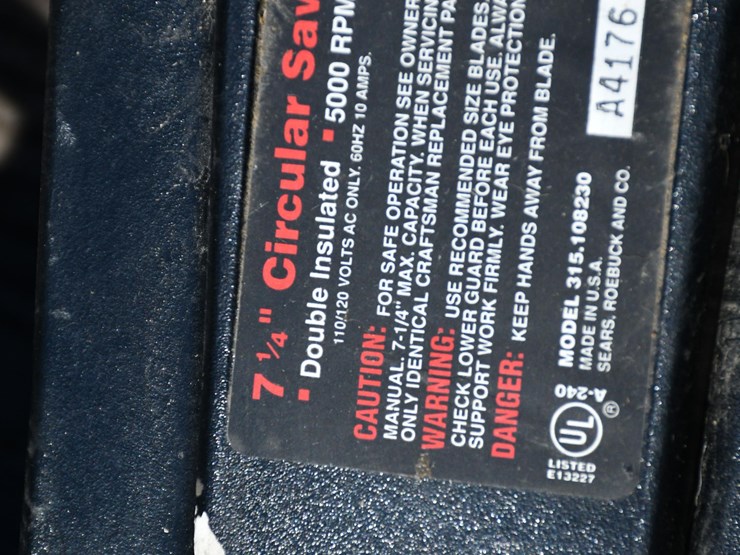 7 1/4" Circular Saw
▪ Double Insulated ▪ 5000 RPM
110/120 VOLTS AC ONLY. 60HZ 10 AMPS.
CAUTION: FOR SAFE OPERATION SEE OWNER
MANUAL. 7-1/4" MAX. CAPACITY. WHEN SERVICIN
ONLY IDENTICAL CRAFTSMAN REPLACEMENT PA
WARNING: USE RECOMMENDED SIZE BLADES.
CHECK LOWER GUARD BEFORE EACH USE. ALWA
SUPPORT WORK FIRMLY. WEAR EYE PROTECTION
DANGER: KEEP HANDS AWAY FROM BLADE.
A-240
UL ®
LISTED
E13227
MODEL 315.108230
MADE IN U.S.A.
SEARS, ROEBUCK AND CO.
A4176